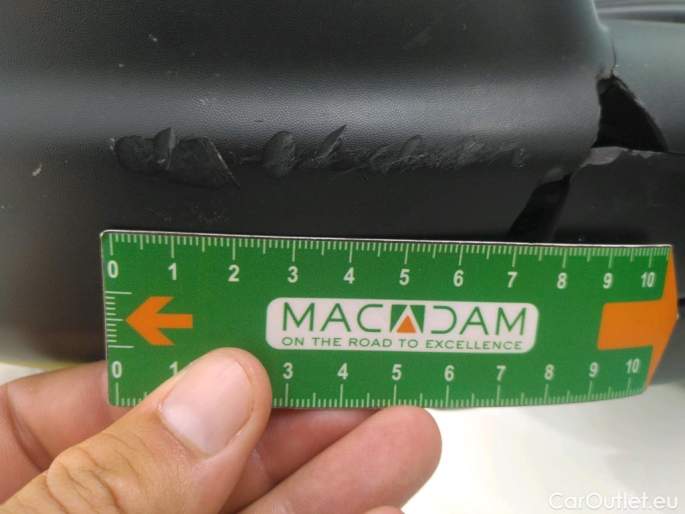 0 1 2 3 4 5 6 7 8 9 10
MACADAM
ON THE ROAD TO EXCELLENCE
0 1 3 4 5 6 7 8 9 10
CarOutlet.eu